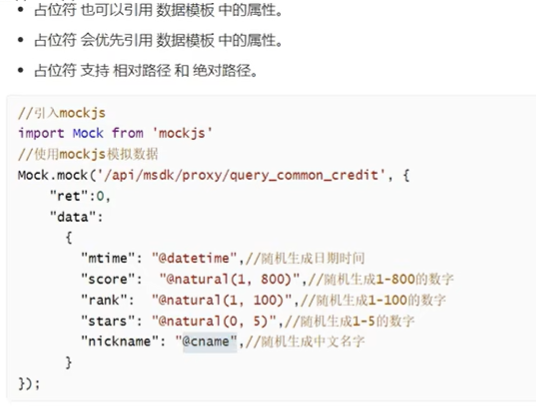 占位符 也可以引用 数据模板 中的属性。
占位符 会优先引用 数据模板 中的属性。
占位符 支持 相对路径 和 绝对路径。
//引入mockjs
import Mock from 'mockjs'
//使用mockjs模拟数据
Mock.mock('/api/msdk/proxy/query_common_credit', {
"ret":0,
"data":
{
"mtime": "@datetime",//随机生成日期时间
"score":  "@natural(1, 800)",//随机生成1-800的数字
"rank":  "@natural(1, 100)",//随机生成1-100的数字
"stars": "@natural(0, 5)",//随机生成1-5的数字
"nickname": "@cname",//随机生成中文名字
}
});